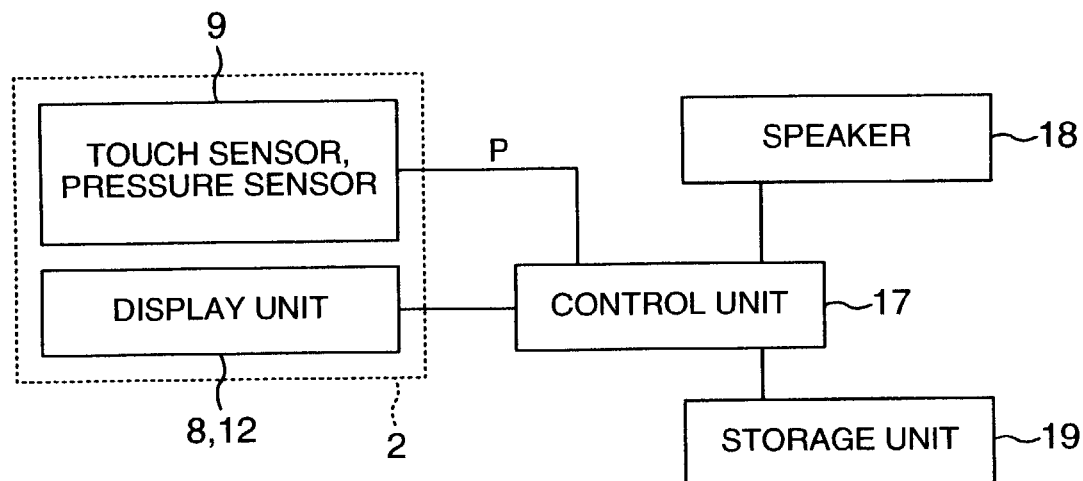 9
TOUCH SENSOR,
PRESSURE SENSOR
P
SPEAKER
18
DISPLAY UNIT
CONTROL UNIT
17
8,12
2
STORAGE UNIT
19